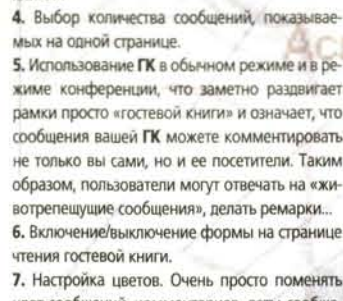 4. Выбор количества сообщений, показывае-
мых на одной странице.
5. Использование ГК в обычном режиме и в ре-
жиме конференции, что заметно раздвигает
рамки просто «гостевой книги» и означает, что
сообщения вашей ГК можете комментировать
не только вы сами, но и ее посетители. Таким
образом, пользователи могут отвечать на «жи-
вотрепещущие сообщения», делать ремарки...
6. Включение/выключение формы на странице
чтения гостевой книги.
7. Настройка цветов. Очень просто поменять